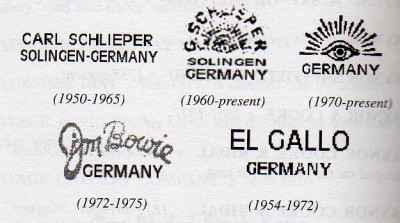 CARL SCHLIEPER
SOLINGEN-GERMANY
(1950-1965)
G. SCHLIEPER
SOLINGEN
GERMANY
(1960-present)
GERMANY
(1970-present)
Jim Bowie
GERMANY
(1972-1975)
EL GALLO
GERMANY
(1954-1972)